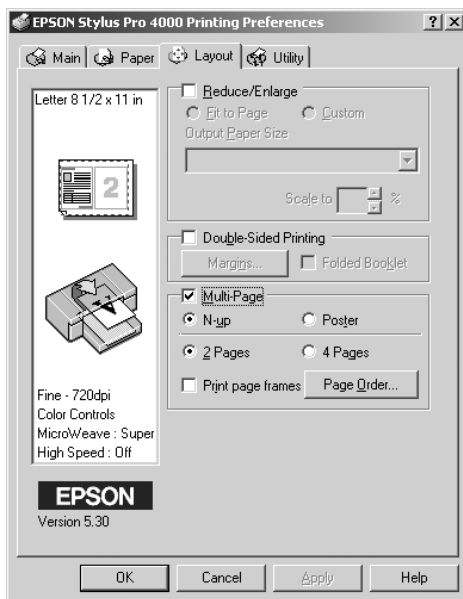 EPSON Stylus Pro 4000 Printing Preferences
Main
Paper
Layout
Utility
Letter 8 1/2 x 11 in
2
Fine - 720dpi
Color Controls
MicroWeave : Super
High Speed : Off
EPSON
Version 5.30
Reduce/Enlarge
Fit to Page
Custom
Output Paper Size
Scale to
%
Double-Sided Printing
Margins...
Folded Booklet
Multi-Page
N-up
Poster
2 Pages
4 Pages
Print page frames
Page Order...
OK
Cancel
Apply
Help